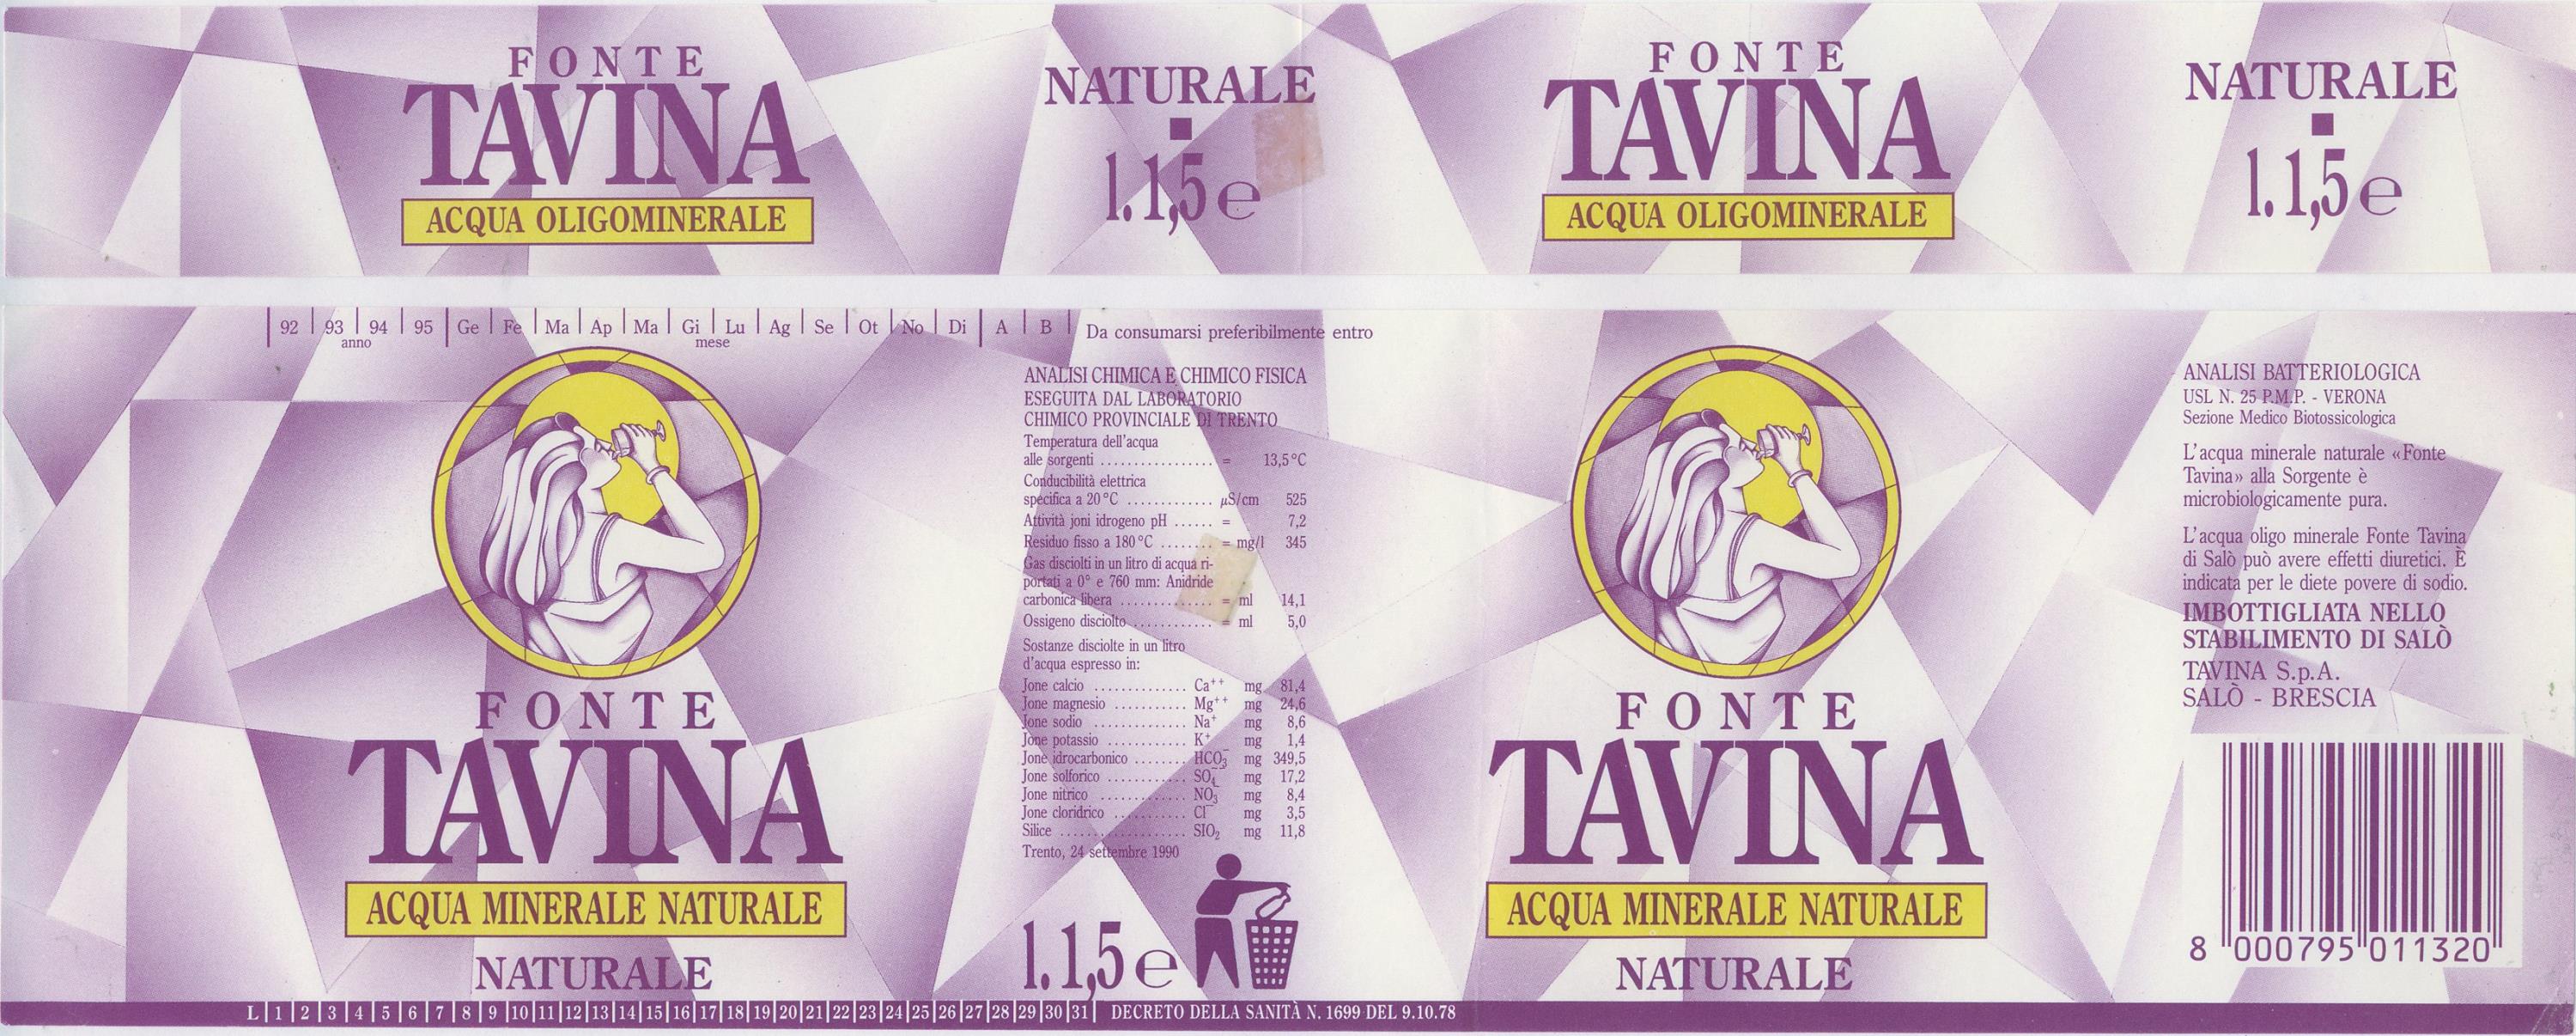 FONTE
TAVINA
ACQUA OLIGOMINERALE
NATURALE
l. 1,5 e
FONTE
TAVINA
ACQUA OLIGOMINERALE
NATURALE
l. 1,5 e
92 93 94 95 Ge Fe Ma Ap Ma Gi Lu Ag Se Ot No Di A B Da consumarsi preferibilmente entro
anno mese
FONTE
TAVINA
ACQUA MINERALE NATURALE
NATURALE
ANALISI CHIMICA E CHIMICO FISICA
ESEGUITA DAL LABORATORIO
CHIMICO PROVINCIALE DI TRENTO
Temperatura dell'acqua
alle sorgenti ................. = 13,5°C
Conducibilità elettrica
specifica a 20°C ............. µS/cm 525
Attività joni idrogeno pH ...... = 7,2
Residuo fisso a 180°C ........ = mg/l 345
Gas disciolti in un litro di acqua ri-
portati a 0° e 760 mm: Anidride
carbonica libera .............. = ml 14,1
Ossigeno disciolto ............ = ml 5,0
Sostanze disciolte in un litro
d'acqua espresso in:
Jone calcio .............. Ca++ mg 81,4
Jone magnesio ........... Mg++ mg 24,6
Jone sodio .............. Na+ mg 8,6
Jone potassio ............ K+ mg 1,4
Jone idrocarbonico ........ HCO3- mg 349,5
Jone solforico ............ SO4-- mg 17,2
Jone nitrico ............. NO3- mg 8,4
Jone cloridrico ........... Cl- mg 3,5
Silice ................... SIO2 mg 11,8
Trento, 24 settembre 1990
l. 1,5 e
FONTE
TAVINA
ACQUA MINERALE NATURALE
NATURALE
ANALISI BATTERIOLOGICA
USL N. 25 P.M.P. - VERONA
Sezione Medico Biotossicologica
L'acqua minerale naturale «Fonte
Tavina» alla Sorgente è
microbiologicamente pura.
L'acqua oligo minerale Fonte Tavina
di Salò può avere effetti diuretici. È
indicata per le diete povere di sodio.
IMBOTTIGLIATA NELLO
STABILIMENTO DI SALÒ
TAVINA S.p.A.
SALÒ - BRESCIA
8 000795 011320
L 1 2 3 4 5 6 7 8 9 10 11 12 13 14 15 16 17 18 19 20 21 22 23 24 25 26 27 28 29 30 31 DECRETO DELLA SANITÀ N. 1699 DEL 9.10.78